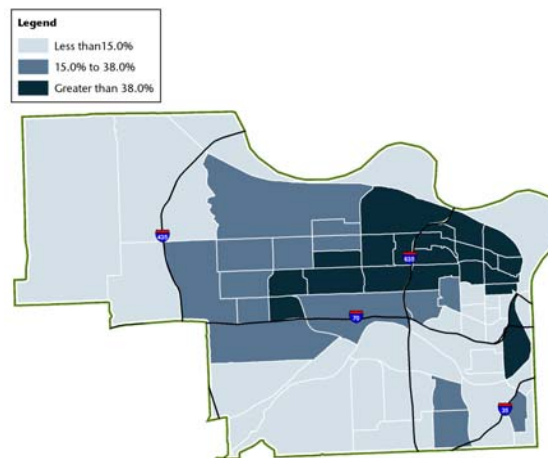 Legend
Less than15.0%
15.0% to 38.0%
Greater than 38.0%
435
635
70
35